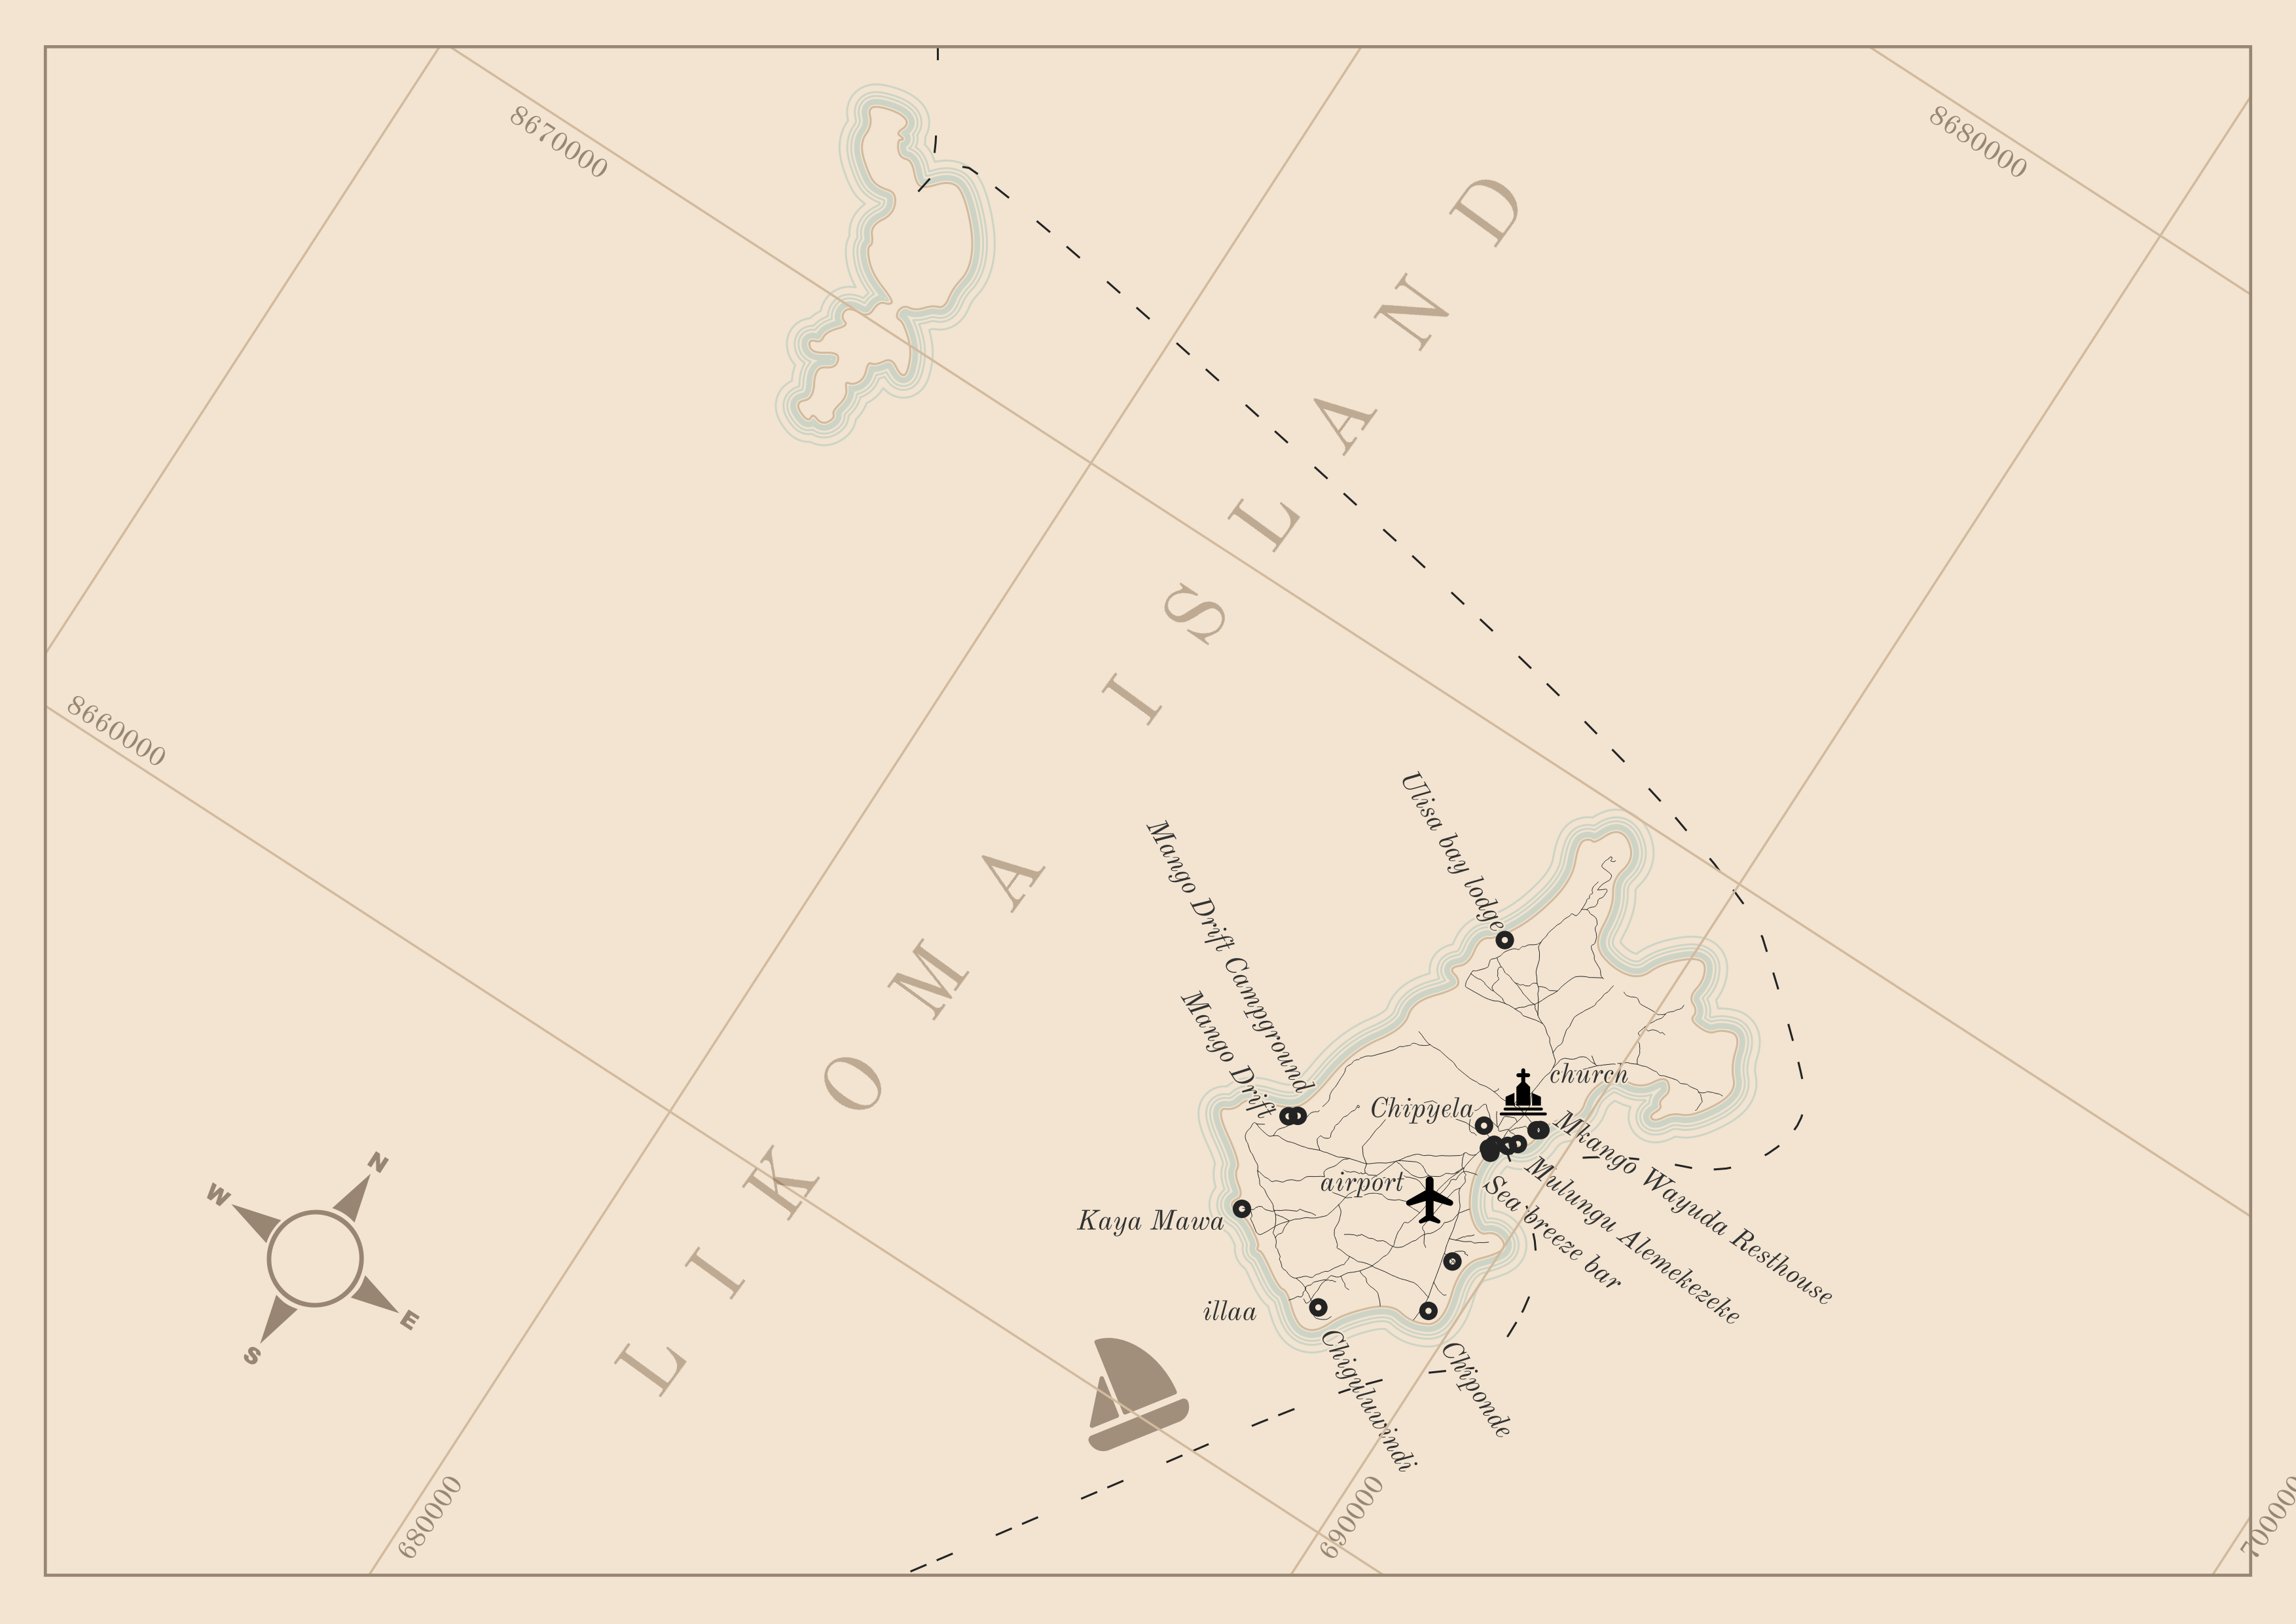 8670000
8680000
LIKOMA ISLAND
8660000
Ulisa bay lodge
Mango Drift Campground
Mango Drift
church
Chipyela
Mkango Wayuda Resthouse
Mulungu Alemekezeke
airport
Sea breeze bar
Kaya Mawa
illaa
Chiguluwindi
Chiponde
N
W
E
S
680000
690000
700000